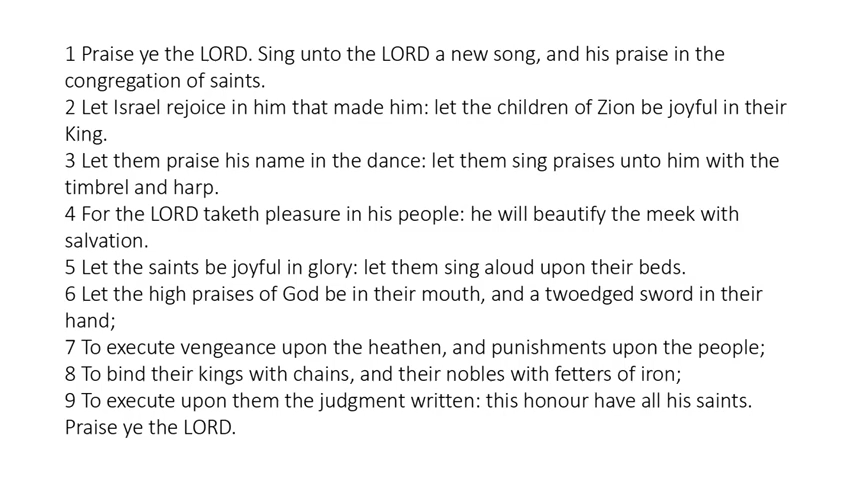 1 Praise ye the LORD. Sing unto the LORD a new song, and his praise in the
congregation of saints.
2 Let Israel rejoice in him that made him: let the children of Zion be joyful in their
King.
3 Let them praise his name in the dance: let them sing praises unto him with the
timbrel and harp.
4 For the LORD taketh pleasure in his people: he will beautify the meek with
salvation.
5 Let the saints be joyful in glory: let them sing aloud upon their beds.
6 Let the high praises of God be in their mouth, and a twoedged sword in their
hand;
7 To execute vengeance upon the heathen, and punishments upon the people;
8 To bind their kings with chains, and their nobles with fetters of iron;
9 To execute upon them the judgment written: this honour have all his saints.
Praise ye the LORD.